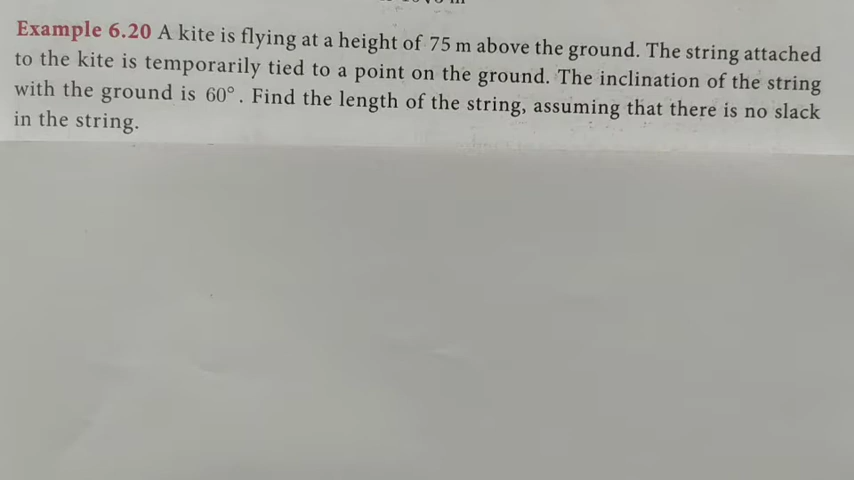 Example 6.20 A kite is flying at a height of 75 m above the ground. The string attached
to the kite is temporarily tied to a point on the ground. The inclination of the string
with the ground is 60°. Find the length of the string, assuming that there is no slack
in the string.